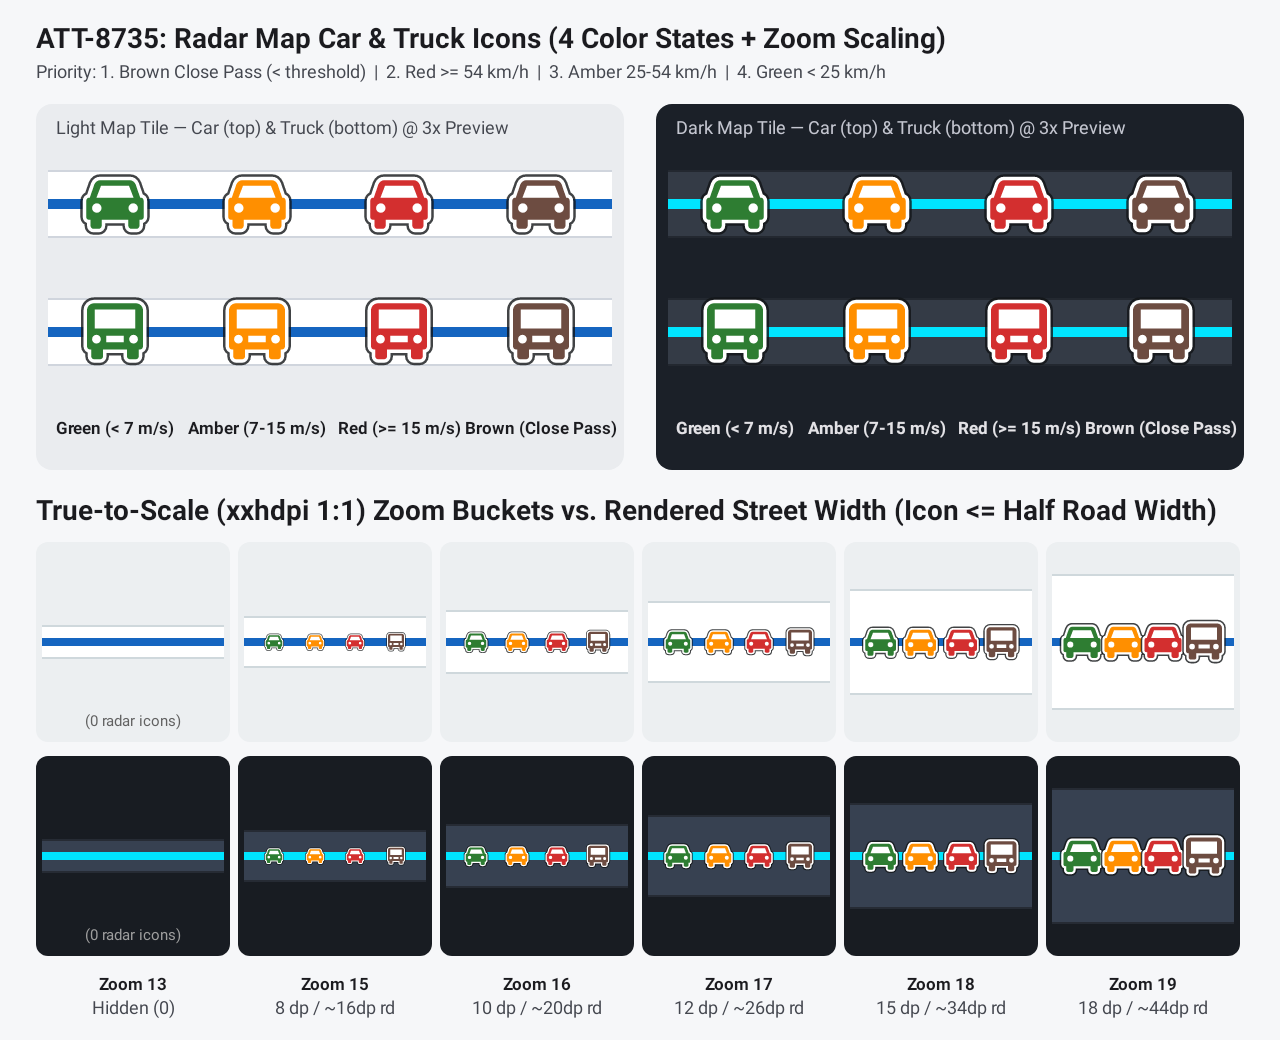 ATT-8735: Radar Map Car & Truck Icons (4 Color States + Zoom Scaling)
Priority: 1. Brown Close Pass (< threshold) | 2. Red >= 54 km/h | 3. Amber 25-54 km/h | 4. Green < 25 km/h
Light Map Tile — Car (top) & Truck (bottom) @ 3x Preview
Green (< 7 m/s) Amber (7-15 m/s) Red (>= 15 m/s) Brown (Close Pass)
Dark Map Tile — Car (top) & Truck (bottom) @ 3x Preview
Green (< 7 m/s) Amber (7-15 m/s) Red (>= 15 m/s) Brown (Close Pass)
True-to-Scale (xxhdpi 1:1) Zoom Buckets vs. Rendered Street Width (Icon <= Half Road Width)
(0 radar icons)
(0 radar icons)
Zoom 13
Hidden (0)
Zoom 15
8 dp / ~16dp rd
Zoom 16
10 dp / ~20dp rd
Zoom 17
12 dp / ~26dp rd
Zoom 18
15 dp / ~34dp rd
Zoom 19
18 dp / ~44dp rd